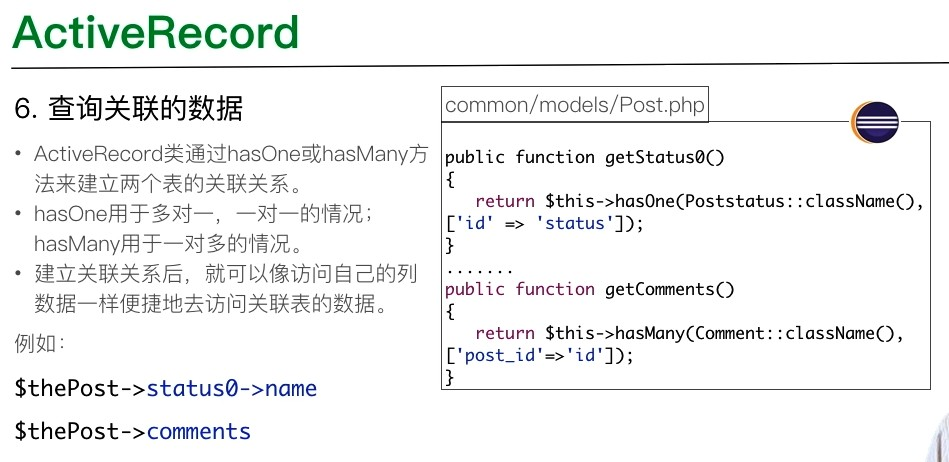 ActiveRecord
6. 查询关联的数据
• ActiveRecord类通过hasOne或hasMany方
法来建立两个表的关联关系。
• hasOne用于多对一，一对一的情况；
hasMany用于一对多的情况。
• 建立关联关系后，就可以像访问自己的列
数据一样便捷地去访问关联表的数据。
例如：
$thePost->status0->name
$thePost->comments
common/models/Post.php
public function getStatus0()
{
return $this->hasOne(Poststatus::className(),
['id' => 'status']);
}
.......
public function getComments()
{
return $this->hasMany(Comment::className(),
['post_id'=>'id']);
}